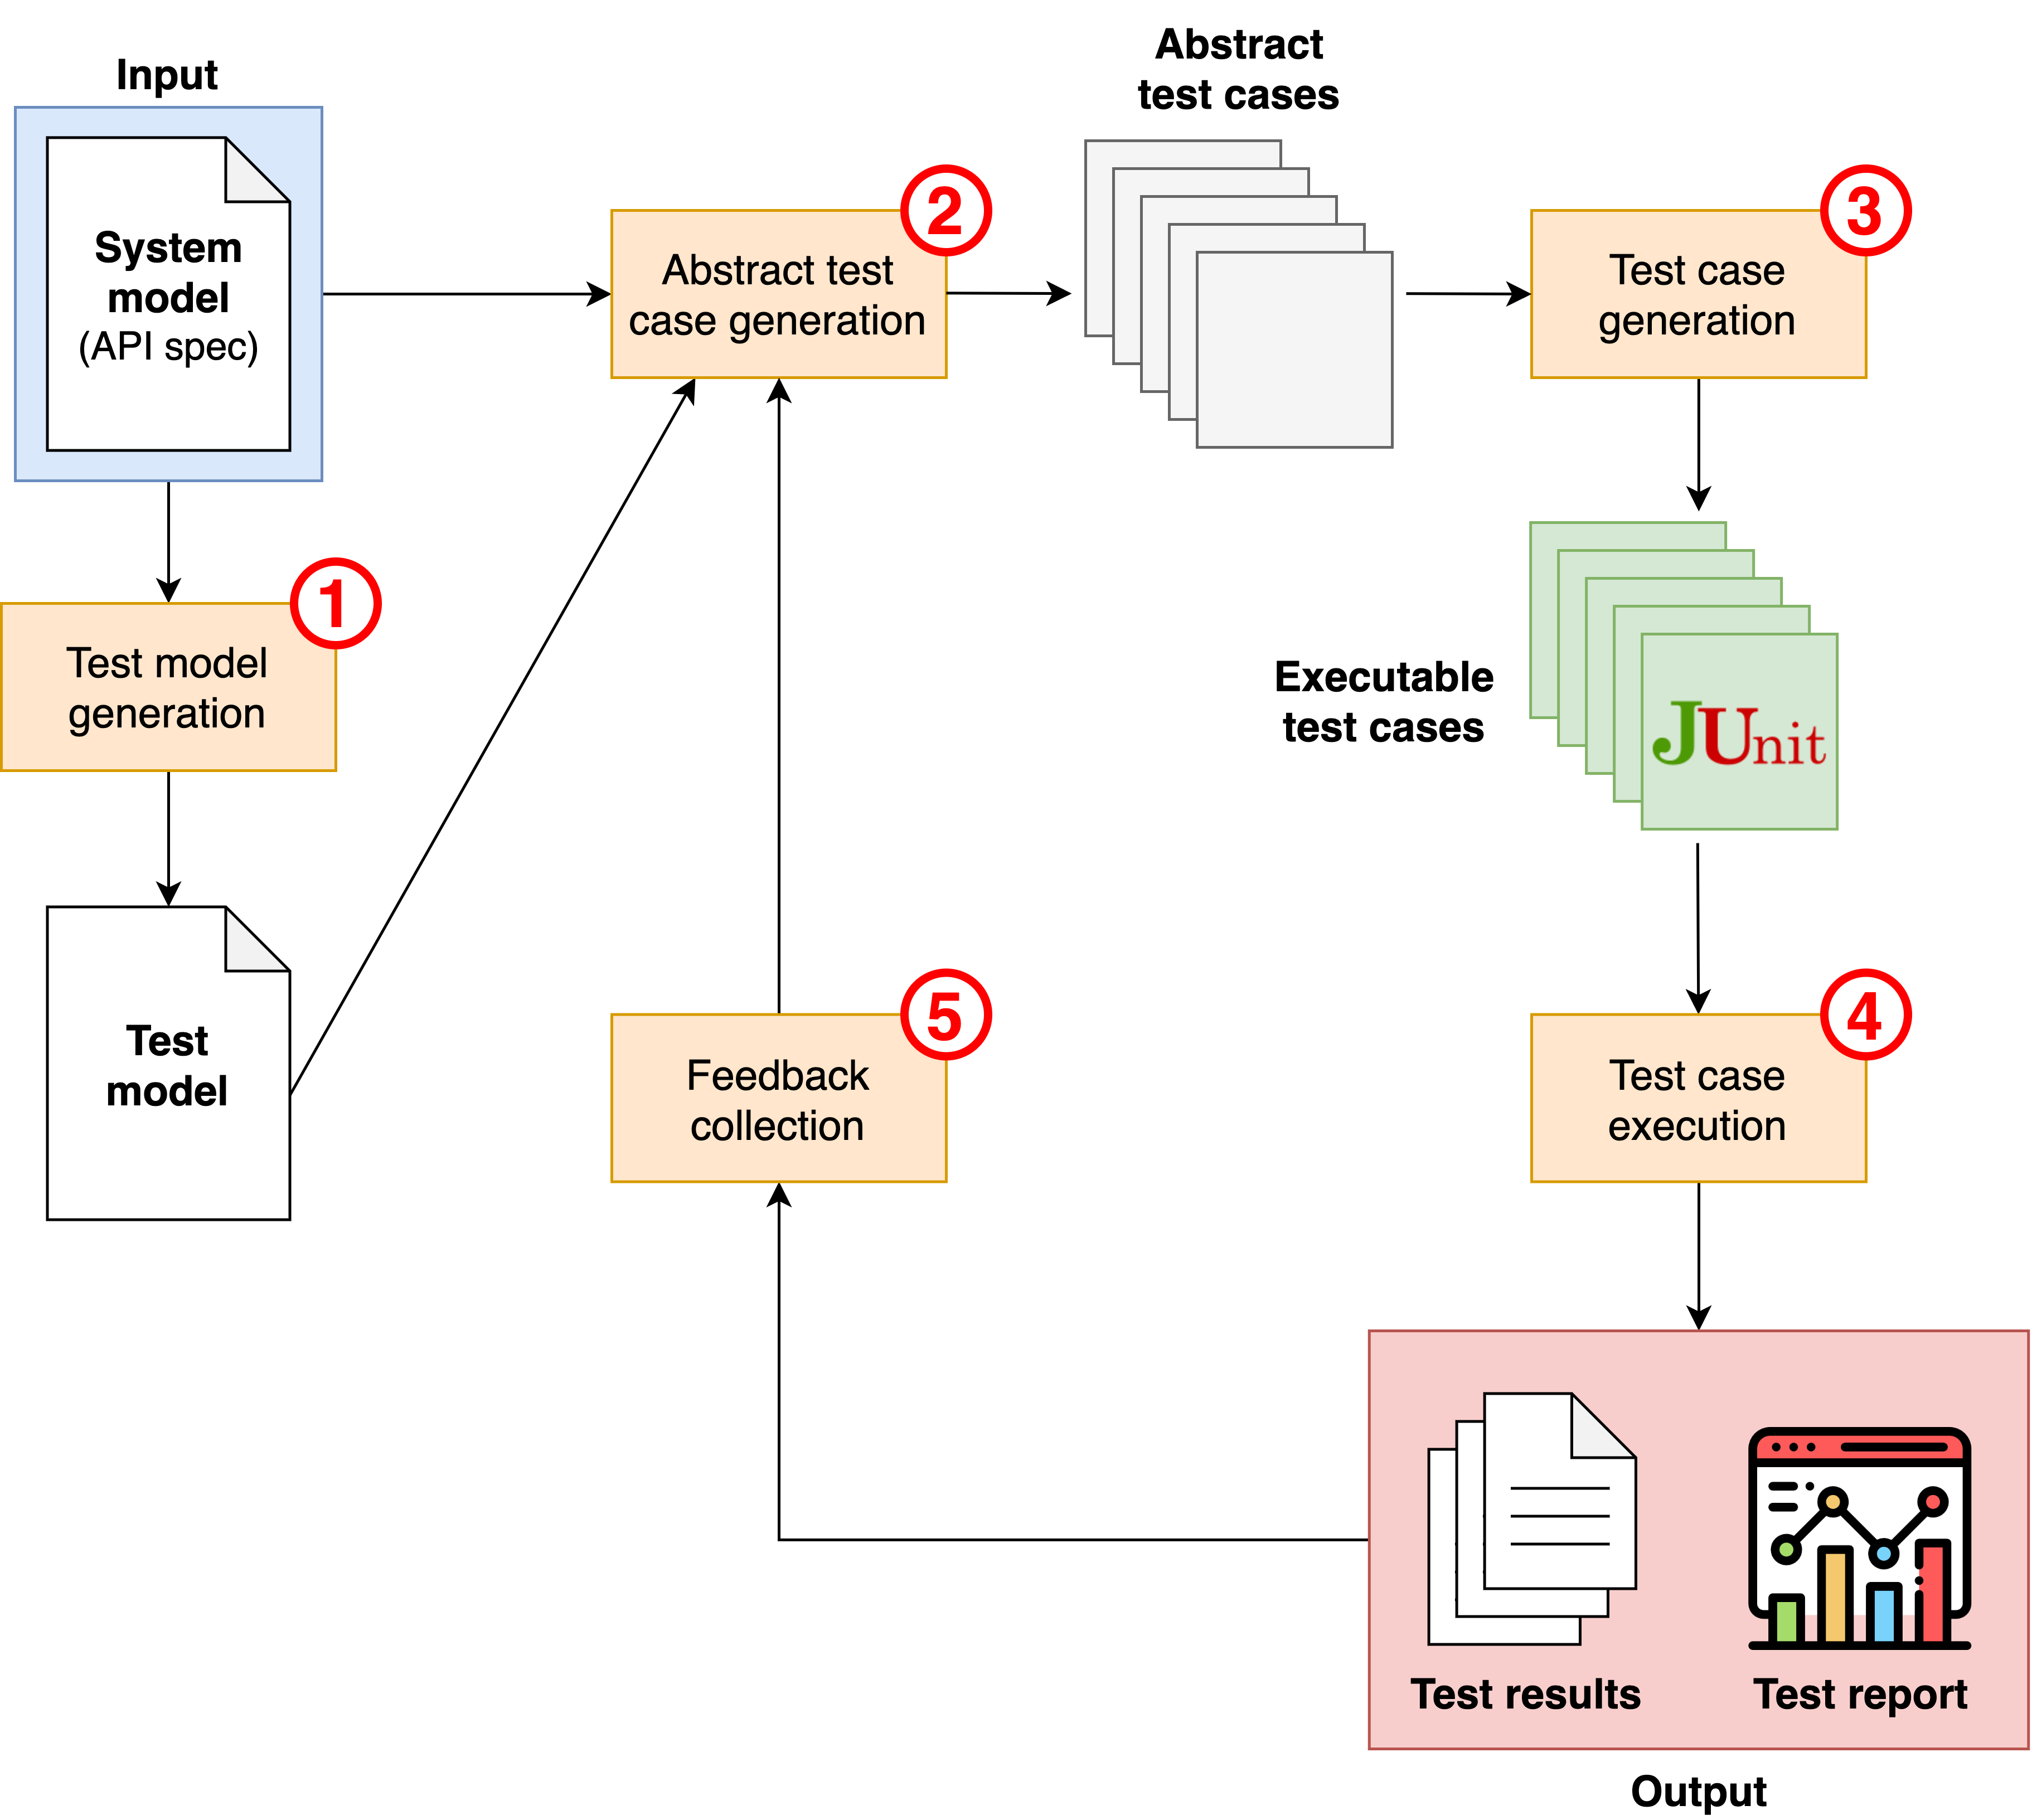 Input
System
model
(API spec)
1
Test model
generation
Test
model
2
Abstract test
case generation
Abstract
test cases
3
Test case
generation
Executable
test cases
JUnit
4
Test case
execution
5
Feedback
collection
Test results
Test report
Output